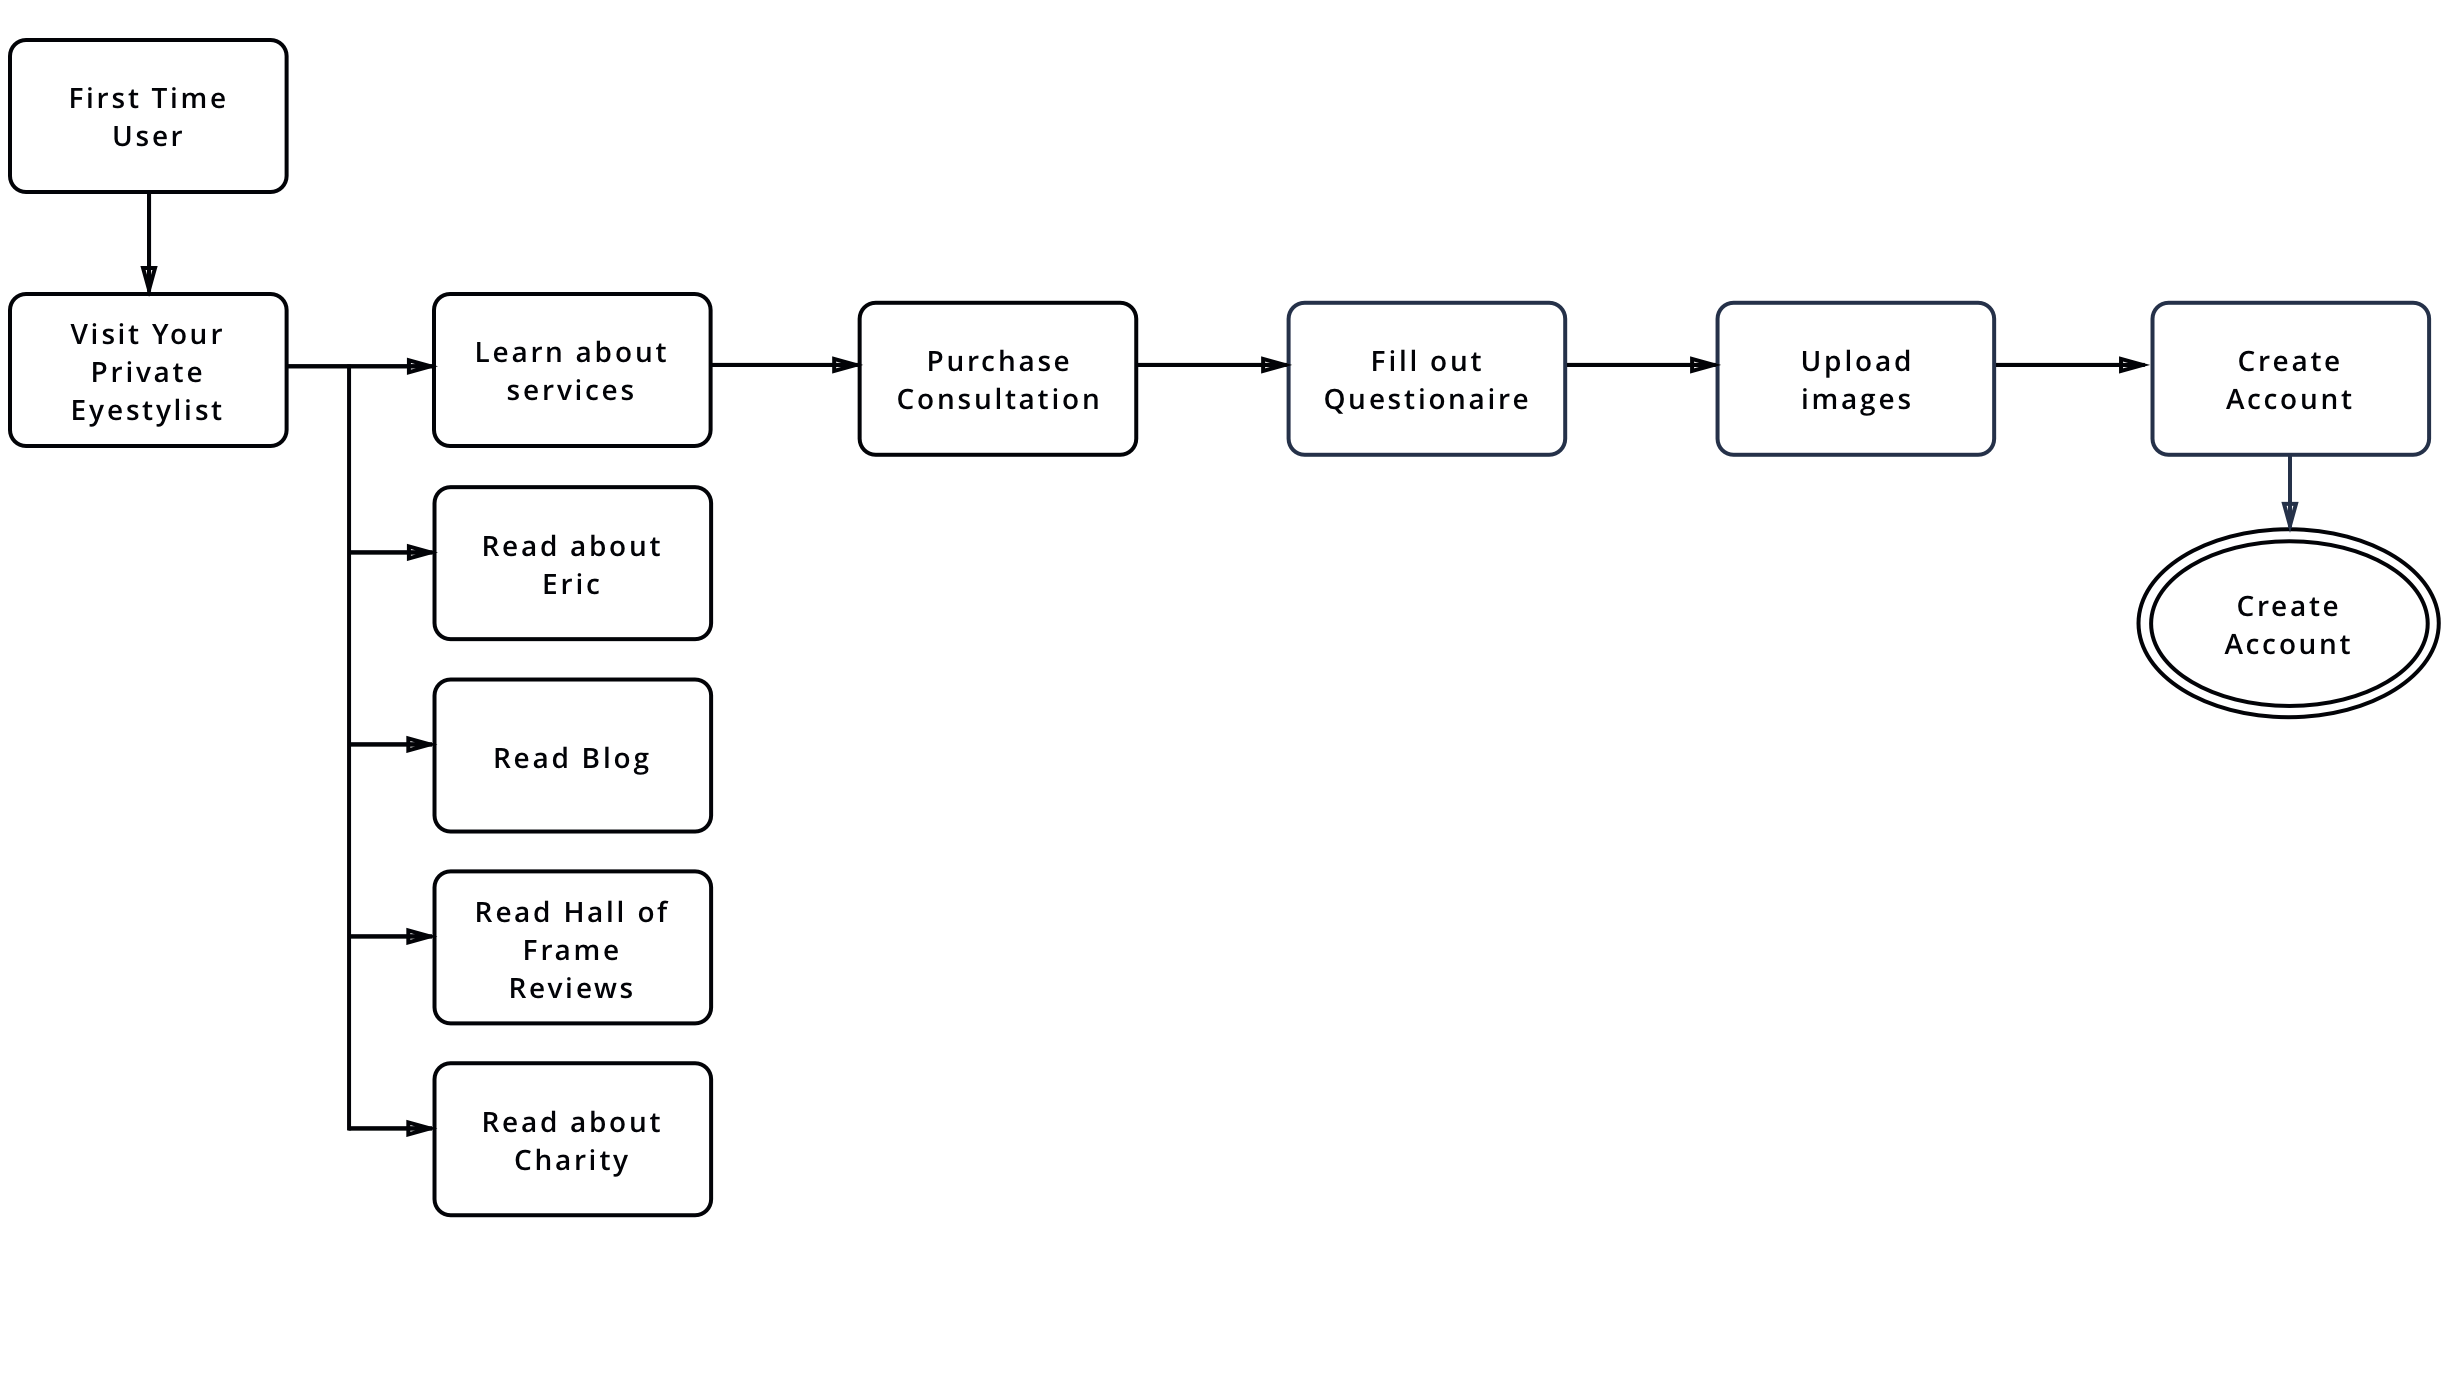 First Time
User
Visit Your
Private
Eyestylist
Learn about
services
Purchase
Consultation
Fill out
Questionaire
Upload
images
Create
Account
Create
Account
Read about
Eric
Read Blog
Read Hall of
Frame
Reviews
Read about
Charity